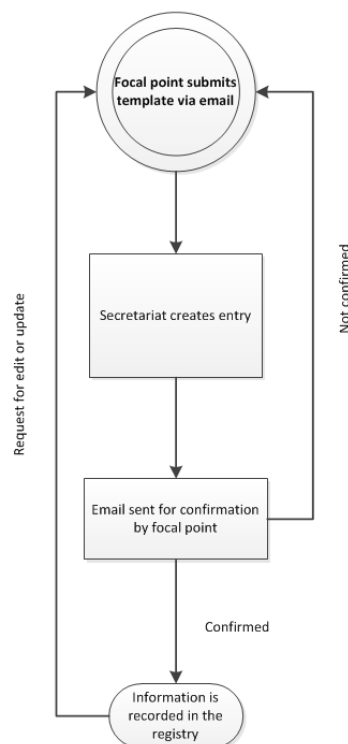 Focal point submits
template via email
Secretariat creates entry
Request for edit or update
Not confirmed
Email sent for confirmation
by focal point
Confirmed
Information is
recorded in the
registry